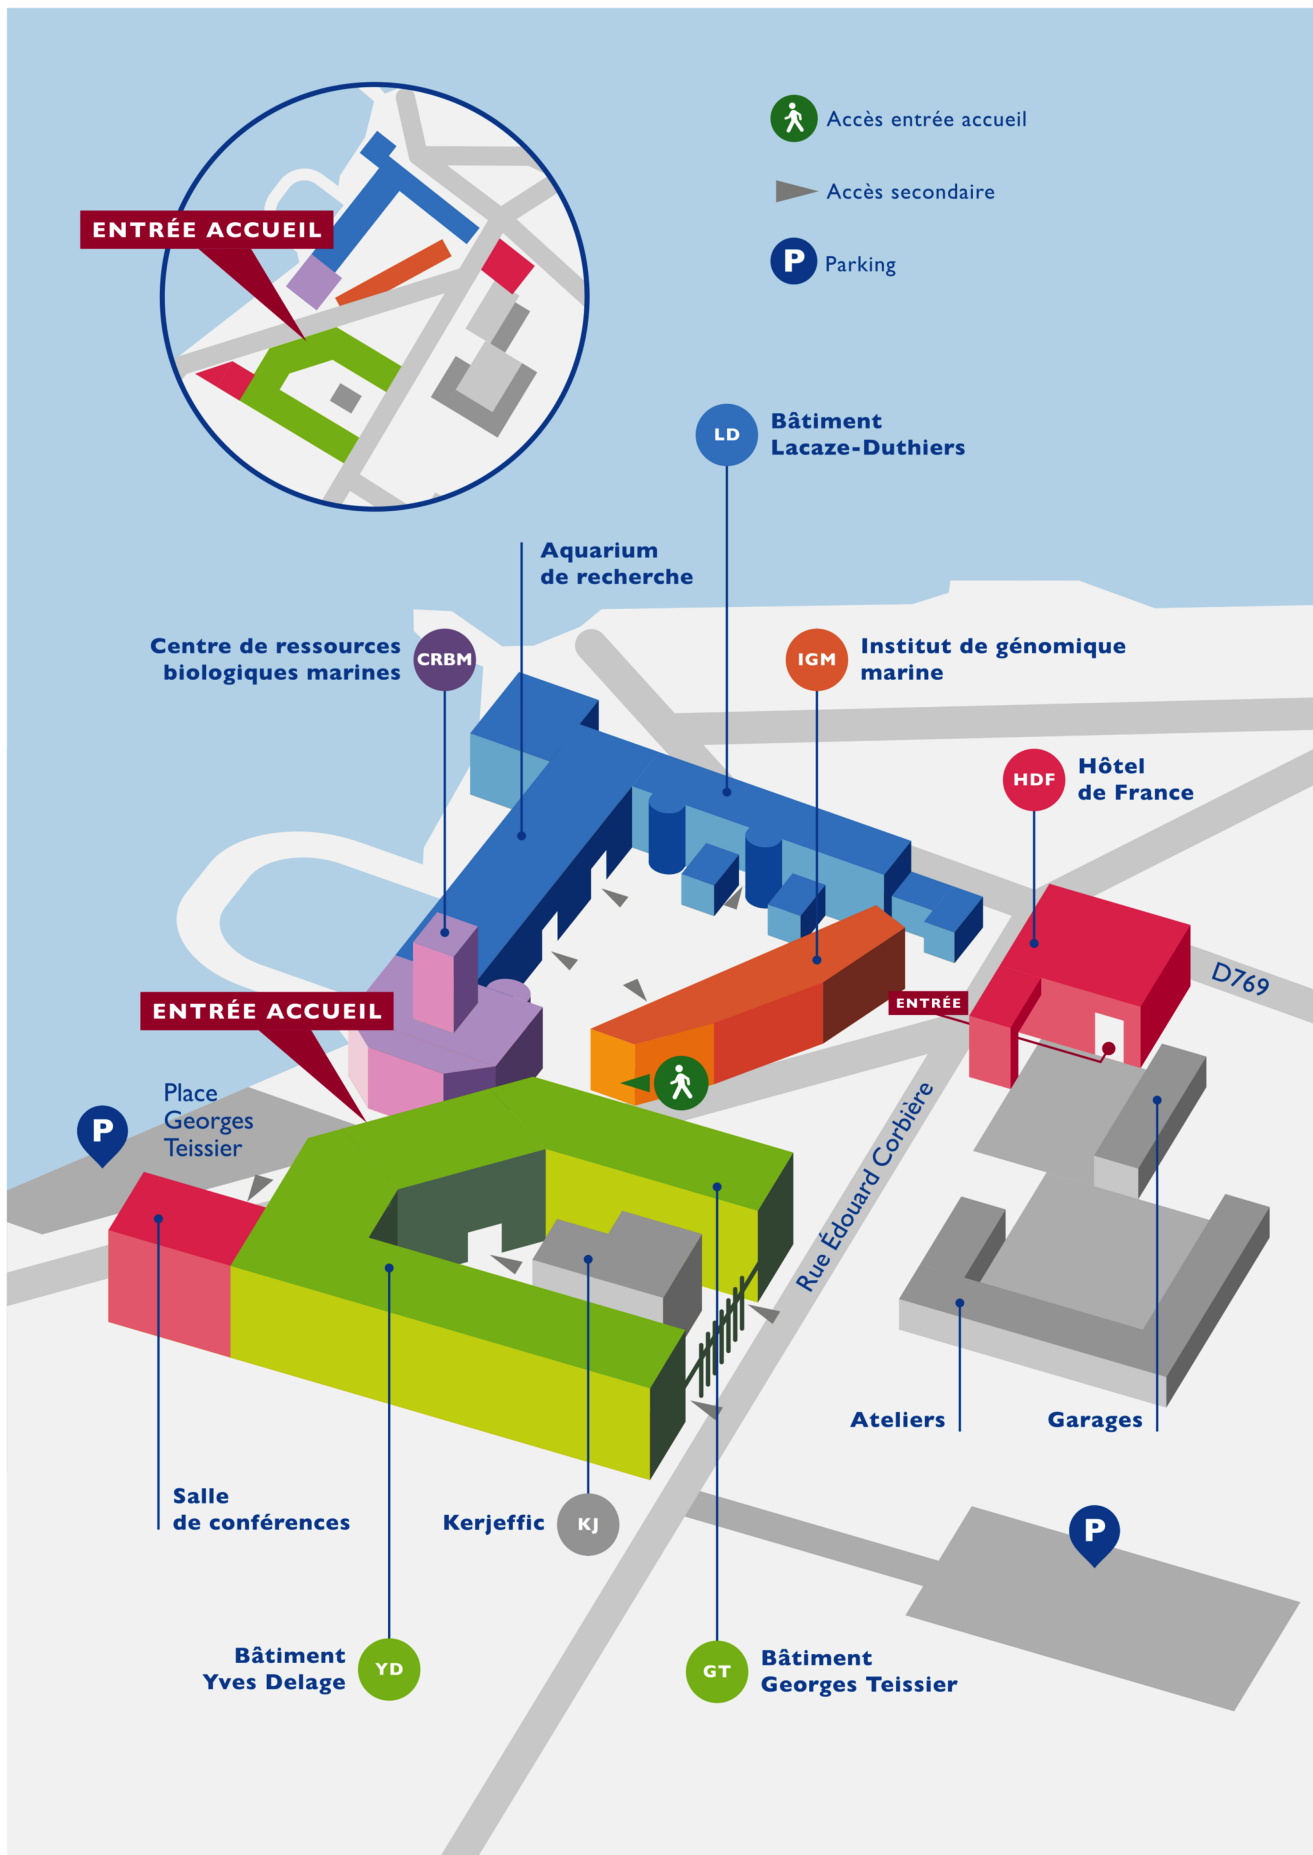 Accès entrée accueil
Accès secondaire
P Parking
ENTRÉE ACCUEIL
LD
Bâtiment
Lacaze-Duthiers
Aquarium
de recherche
Centre de ressources
biologiques marines
CRBM
IGM
Institut de génomique
marine
HDF
Hôtel
de France
D769
ENTRÉE
ENTRÉE ACCUEIL
Place
Georges
Teissier
P
Rue Édouard Corbière
Ateliers
Garages
Salle
de conférences
Kerjeffic
KJ
P
Bâtiment
Yves Delage
YD
GT
Bâtiment
Georges Teissier